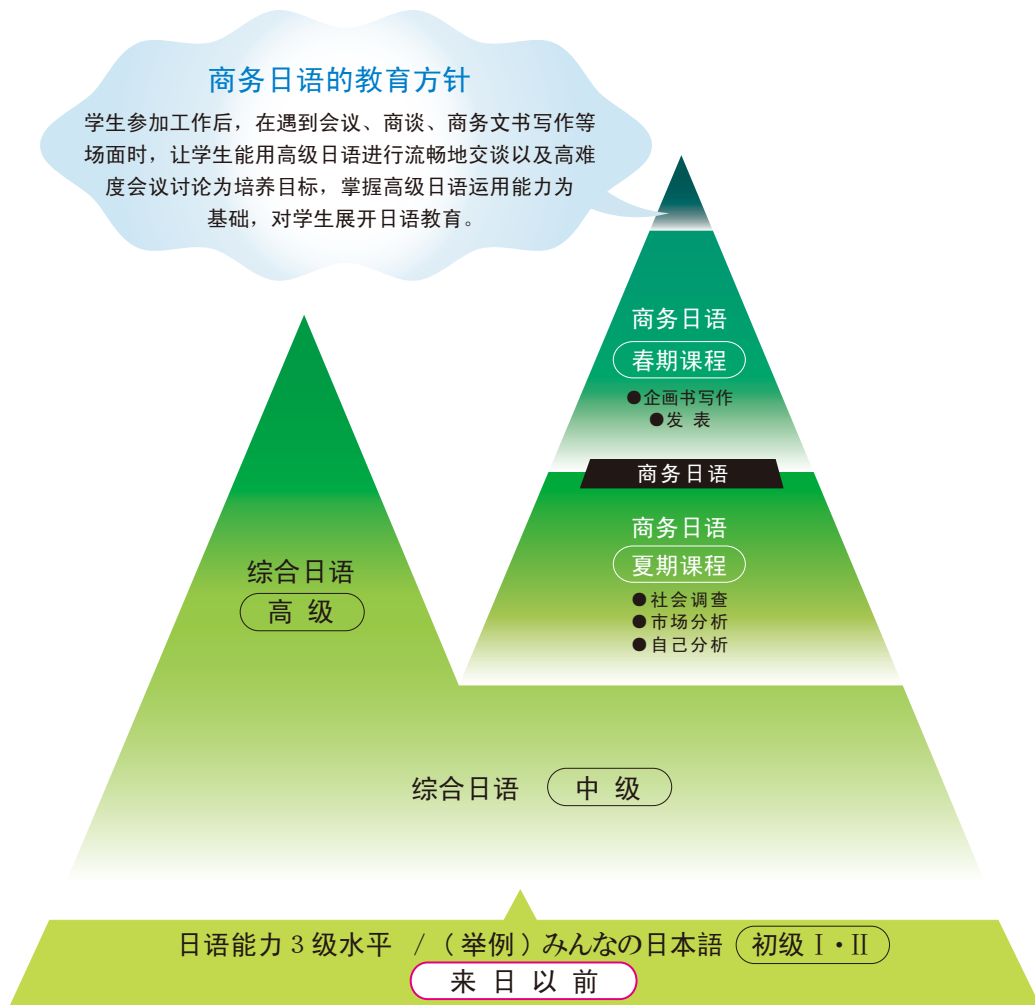 商务日语的教育方针
学生参加工作后，在遇到会议、商谈、商务文书写作等
场面时，让学生能用高级日语进行流畅地交谈以及高难
度会议讨论为培养目标，掌握高级日语运用能力为
基础，对学生展开日语教育。
商务日语
春期课程
●企画书写作
●发 表
商务日语
商务日语
夏期课程
●社会调查
●市场分析
●自己分析
综合日语
高 级
综合日语 中 级
日语能力 3 级水平 / （举例）みんなの日本語 初级 I・II
来 日 以 前